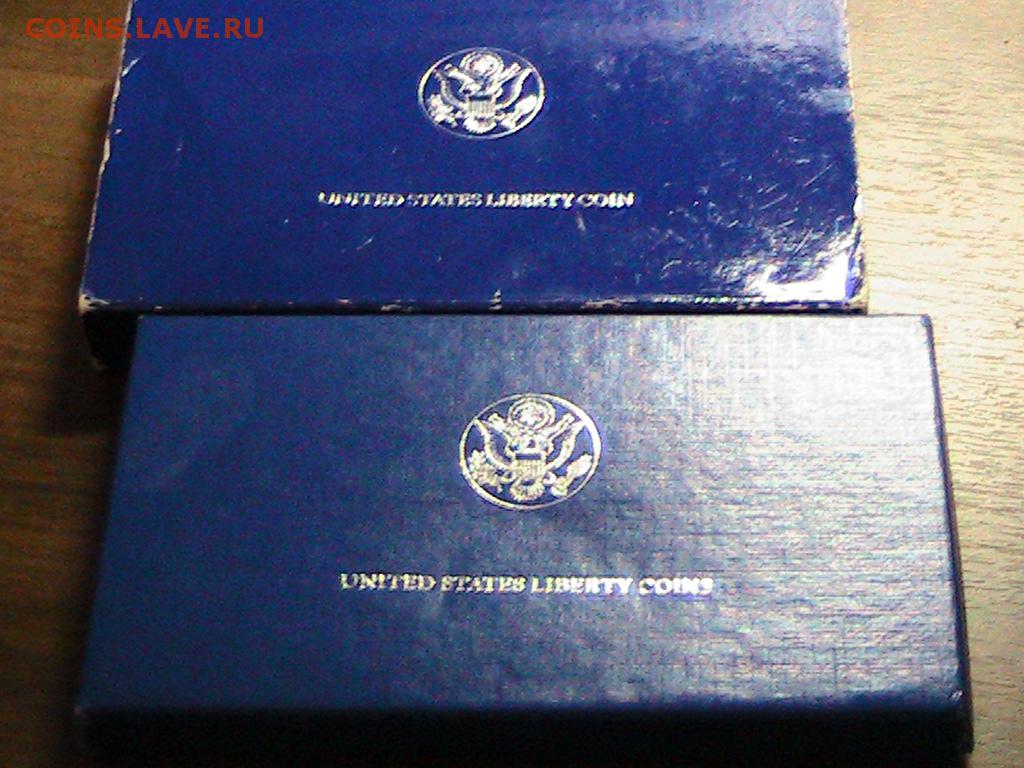 COINS.LAVE.RU
UNITED STATES LIBERTY COIN
UNITED STATES LIBERTY COINS